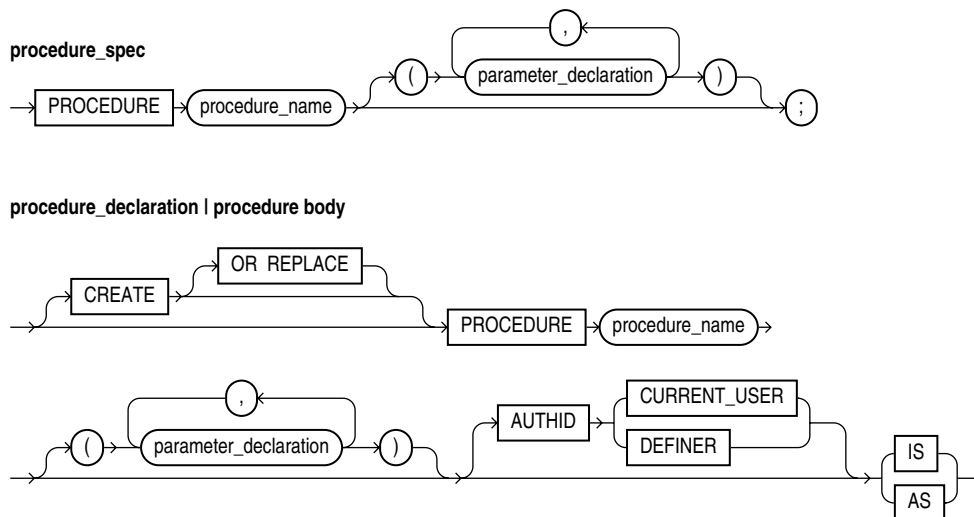 procedure_spec
,
( parameter_declaration )
PROCEDURE procedure_name ;
procedure_declaration | procedure body
OR REPLACE
CREATE
PROCEDURE procedure_name
, CURRENT_USER
AUTHID
( parameter_declaration ) DEFINER IS
AS